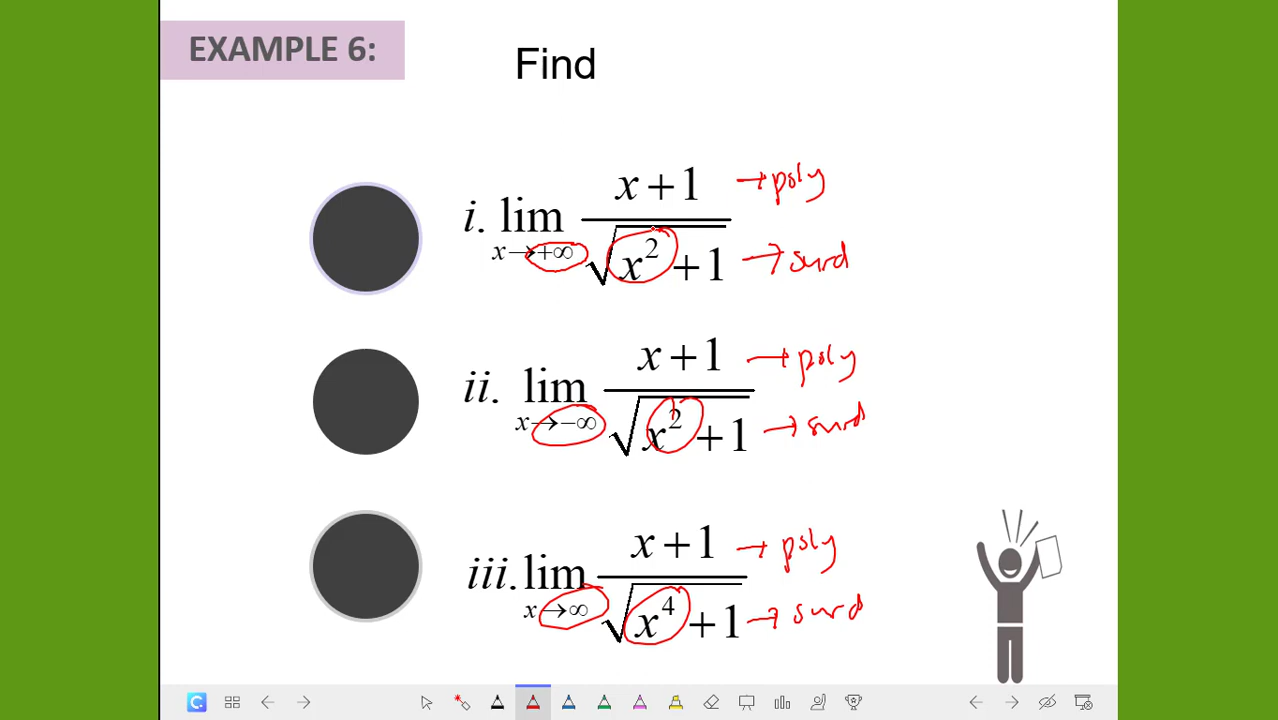 EXAMPLE 6:
Find
i. lim x→+∞ (x+1)/√(x²+1) →poly →surd
ii. lim x→−∞ (x+1)/√(x²+1) →poly →surd
iii. lim x→∞ (x+1)/√(x⁴+1) →poly →surd